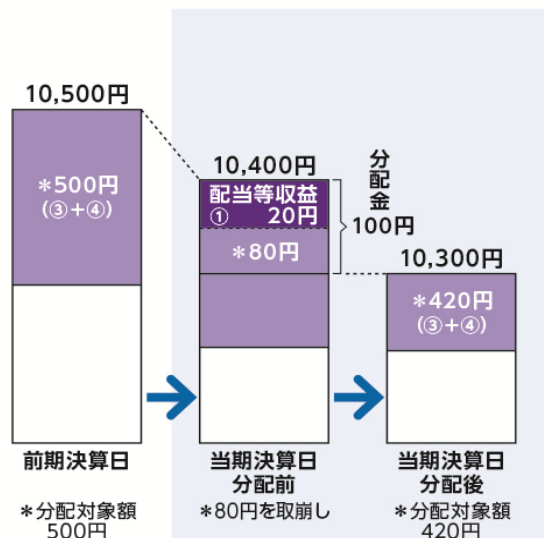 10,500円
*500円
(③+④)
前期決算日
*分配対象額
500円
10,400円
配当等収益
① 20円
*80円
分配金
100円
当期決算日
分配前
*80円を取崩し
10,300円
*420円
(③+④)
当期決算日
分配後
*分配対象額
420円